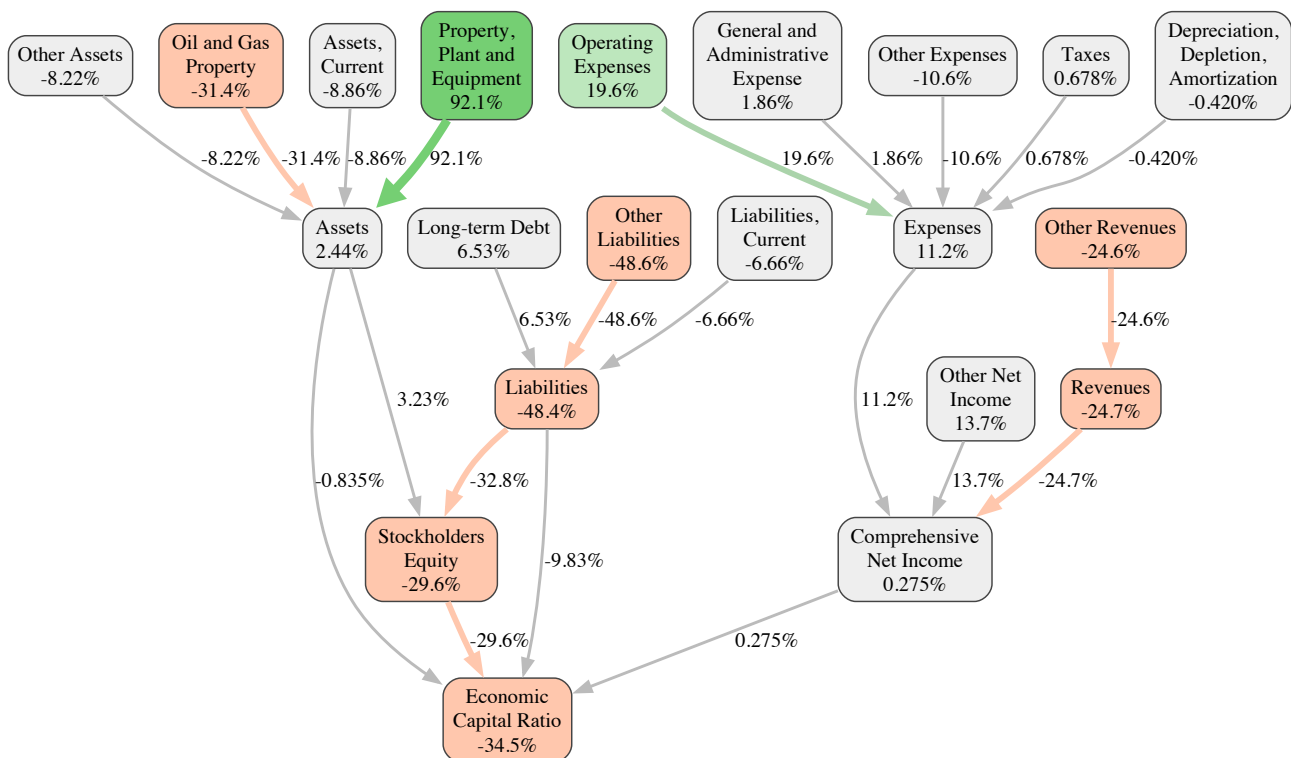 Other Assets
-8.22%
Oil and Gas
Property
-31.4%
Assets,
Current
-8.86%
Property,
Plant and
Equipment
92.1%
Operating
Expenses
19.6%
General and
Administrative
Expense
1.86%
Other Expenses
-10.6%
Taxes
0.678%
Depreciation,
Depletion,
Amortization
-0.420%
-8.22%
-31.4%
-8.86%
92.1%
19.6%
1.86%
-10.6%
0.678%
-0.420%
Assets
2.44%
Long-term Debt
6.53%
Other
Liabilities
-48.6%
Liabilities,
Current
-6.66%
Expenses
11.2%
Other Revenues
-24.6%
6.53%
-48.6%
-6.66%
-24.6%
3.23%
Liabilities
-48.4%
11.2%
Other Net
Income
13.7%
Revenues
-24.7%
-0.835%
-32.8%
13.7%
-24.7%
Stockholders
Equity
-29.6%
-9.83%
Comprehensive
Net Income
0.275%
-29.6%
0.275%
Economic
Capital Ratio
-34.5%